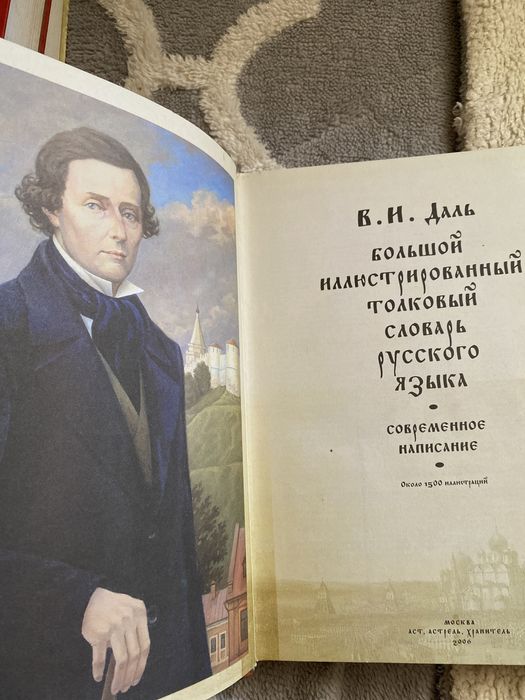 В. И. Даль
БОЛЬШОЙ
ИЛЛЮСТРИРОВАННЫЙ
ТОЛКОВЫЙ
СЛОВАРЬ
РУССКОГО
ЯЗЫКА
•
СОВРЕМЕННОЕ
НАПИСАНИЕ
•
Около 1500 иллюстраций
МОСКВА
АСТ, АСТРЕЛЬ, ХРАНИТЕЛЬ
2006